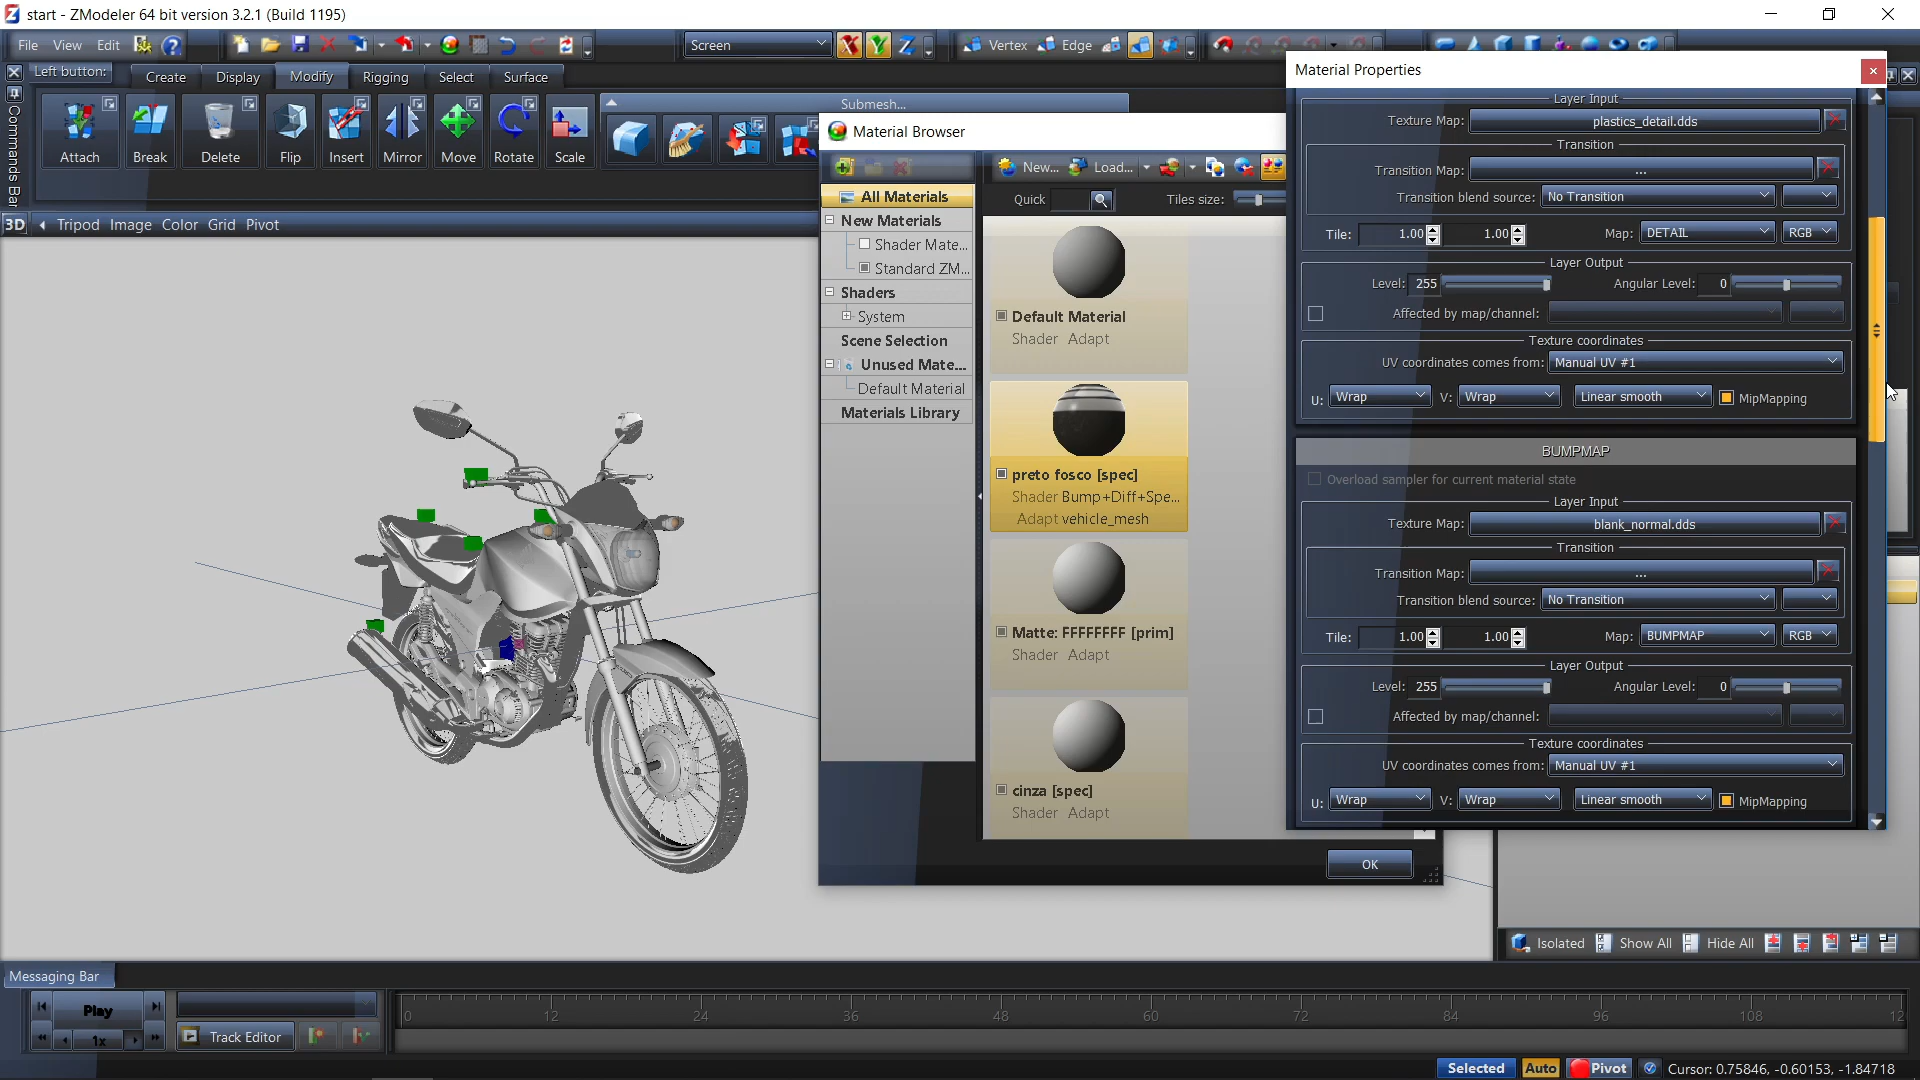 start - ZModeler 64 bit version 3.2.1 (Build 1195)
File View Edit
Screen
X Y Z
Vertex Edge
Left button:
Create Display Modify Rigging Select Surface
Commands Bar
Attach Break Delete Flip Insert Mirror Move Rotate Scale
Submesh...
3D Tripod Image Color Grid Pivot
Material Browser
New... Load...
Quick
Tiles size:
All Materials
New Materials
Shader Mate...
Standard ZM...
Shaders
System
Scene Selection
Unused Mate...
Default Material
Materials Library
Default Material
Shader Adapt
preto fosco [spec]
Shader Bump+Diff+Spe...
Adapt vehicle_mesh
Matte: FFFFFFFF [prim]
Shader Adapt
cinza [spec]
Shader Adapt
OK
Material Properties
Layer Input
Texture Map: plastics_detail.dds
Transition
Transition Map: ...
Transition blend source: No Transition
Tile: 1.00 1.00 Map: DETAIL RGB
Layer Output
Level: 255 Angular Level: 0
Affected by map/channel:
Texture coordinates
UV coordinates comes from: Manual UV #1
U: Wrap V: Wrap Linear smooth MipMapping
BUMPMAP
Overload sampler for current material state
Layer Input
Texture Map: blank_normal.dds
Transition
Transition Map: ...
Transition blend source: No Transition
Tile: 1.00 1.00 Map: BUMPMAP RGB
Layer Output
Level: 255 Angular Level: 0
Affected by map/channel:
Texture coordinates
UV coordinates comes from: Manual UV #1
U: Wrap V: Wrap Linear smooth MipMapping
Isolated Show All Hide All
Messaging Bar
Play
1x
Track Editor
0 12 24 36 48 60 72 84 96 108 12
Selected Auto Pivot Cursor: 0.75846, -0.60153, -1.84718